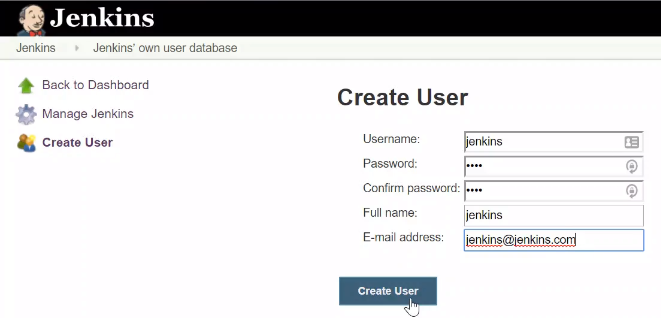 Jenkins
Jenkins Jenkins' own user database
Back to Dashboard
Manage Jenkins
Create User
Create User
Username: jenkins
Password: ••••
Confirm password: ••••
Full name: jenkins
E-mail address: jenkins@jenkins.com
Create User